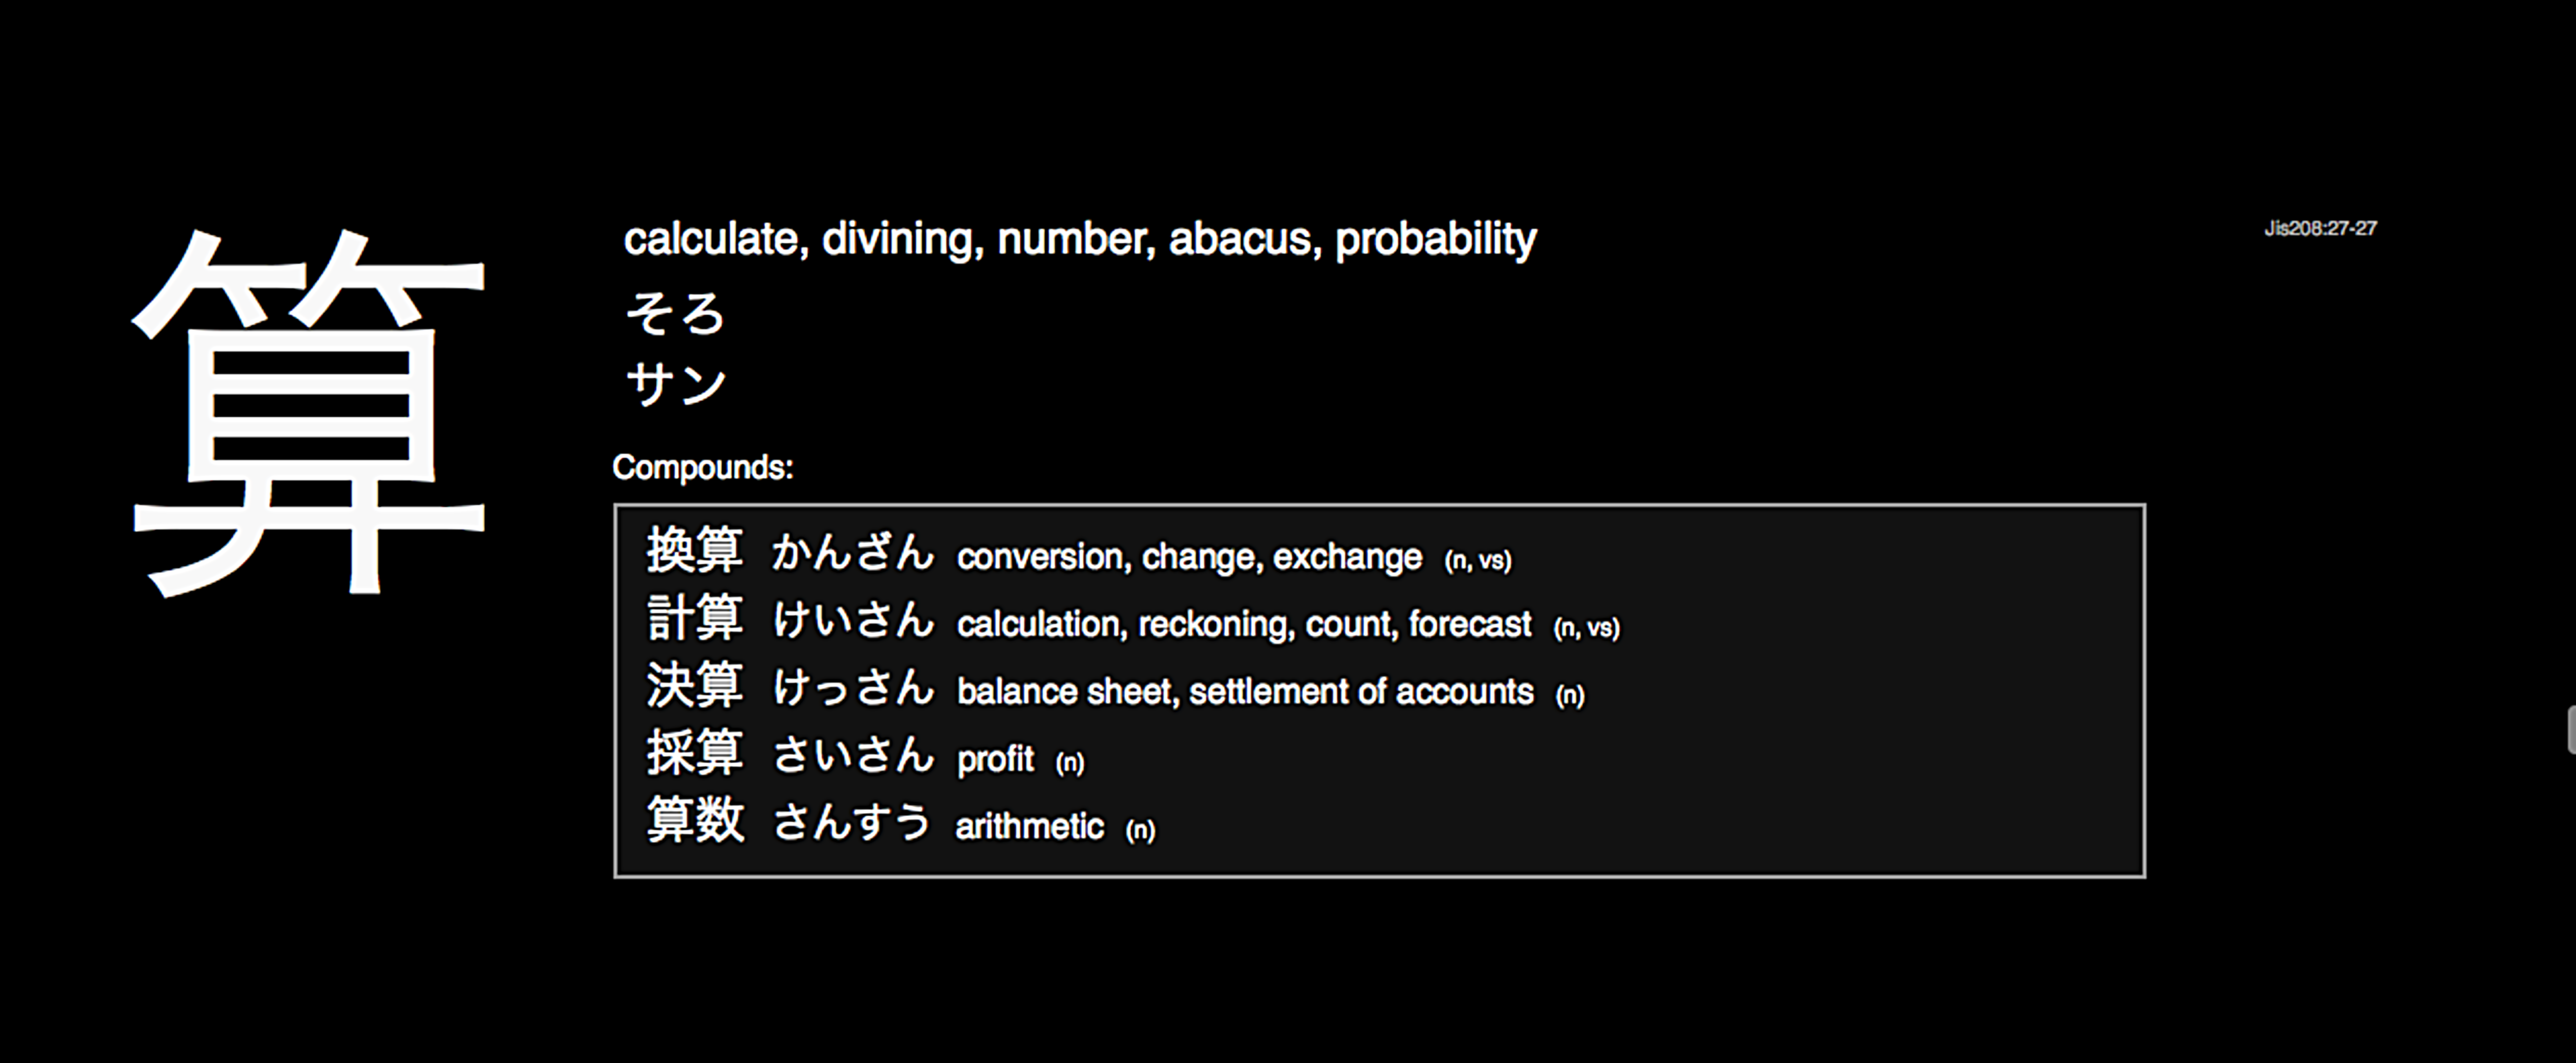 算
calculate, divining, number, abacus, probability
Jis208:27-27
そろ
サン
Compounds:
換算 かんざん conversion, change, exchange (n, vs)
計算 けいさん calculation, reckoning, count, forecast (n, vs)
決算 けっさん balance sheet, settlement of accounts (n)
採算 さいさん profit (n)
算数 さんすう arithmetic (n)